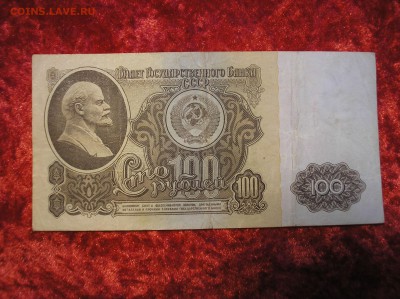 COINS.LAVE.RU
Билет Государственного Банка
СССР
100
Сто
рублей
100
100